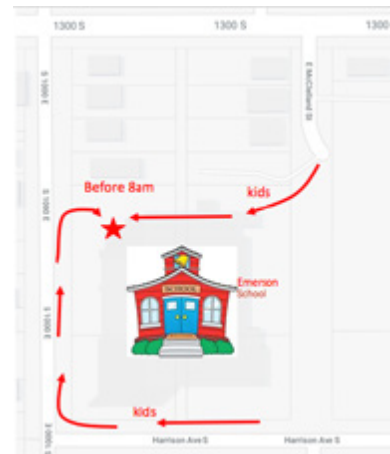 1300 S
1300 S
1300
E McClelland St
S 1000 E
Before 8am
kids
S 1000 E
SCHOOL
Emerson
School
S 1000 E
kids
S 1000 E
Harrison Ave S
Harrison Ave S